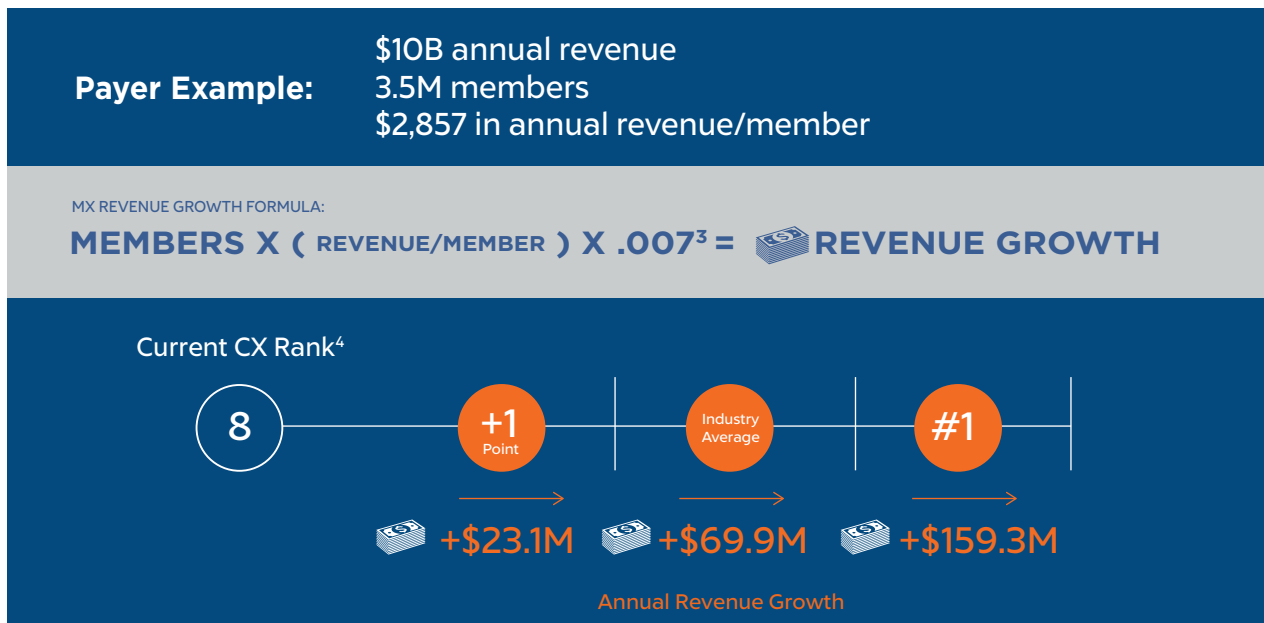 $10B annual revenue
Payer Example:
3.5M members
$2,857 in annual revenue/member
MX REVENUE GROWTH FORMULA:
MEMBERS X ( REVENUE/MEMBER ) X .007³ = REVENUE GROWTH
Current CX Rank⁴
8
+1
Point
Industry
Average
#1
+$23.1M
+$69.9M
+$159.3M
Annual Revenue Growth